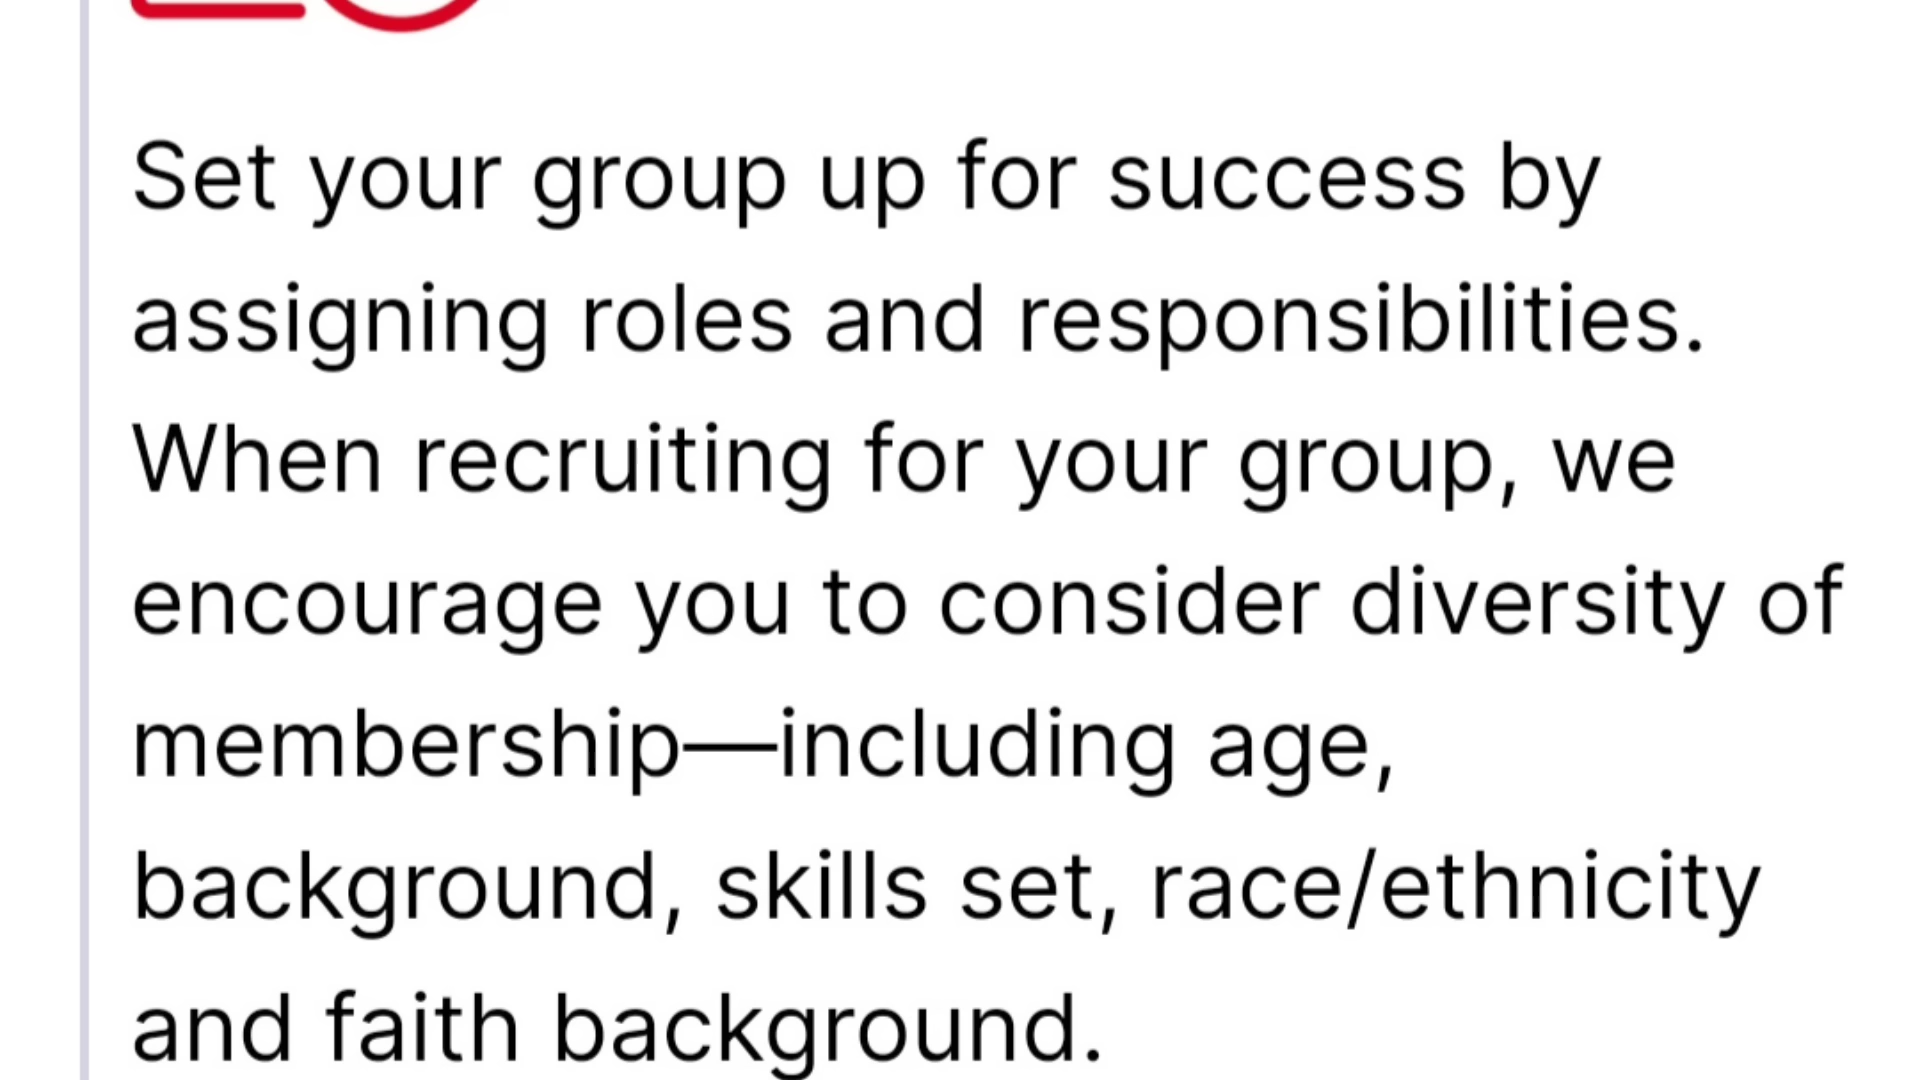 Set your group up for success by
assigning roles and responsibilities.
When recruiting for your group, we
encourage you to consider diversity of
membership—including age,
background, skills set, race/ethnicity
and faith background.